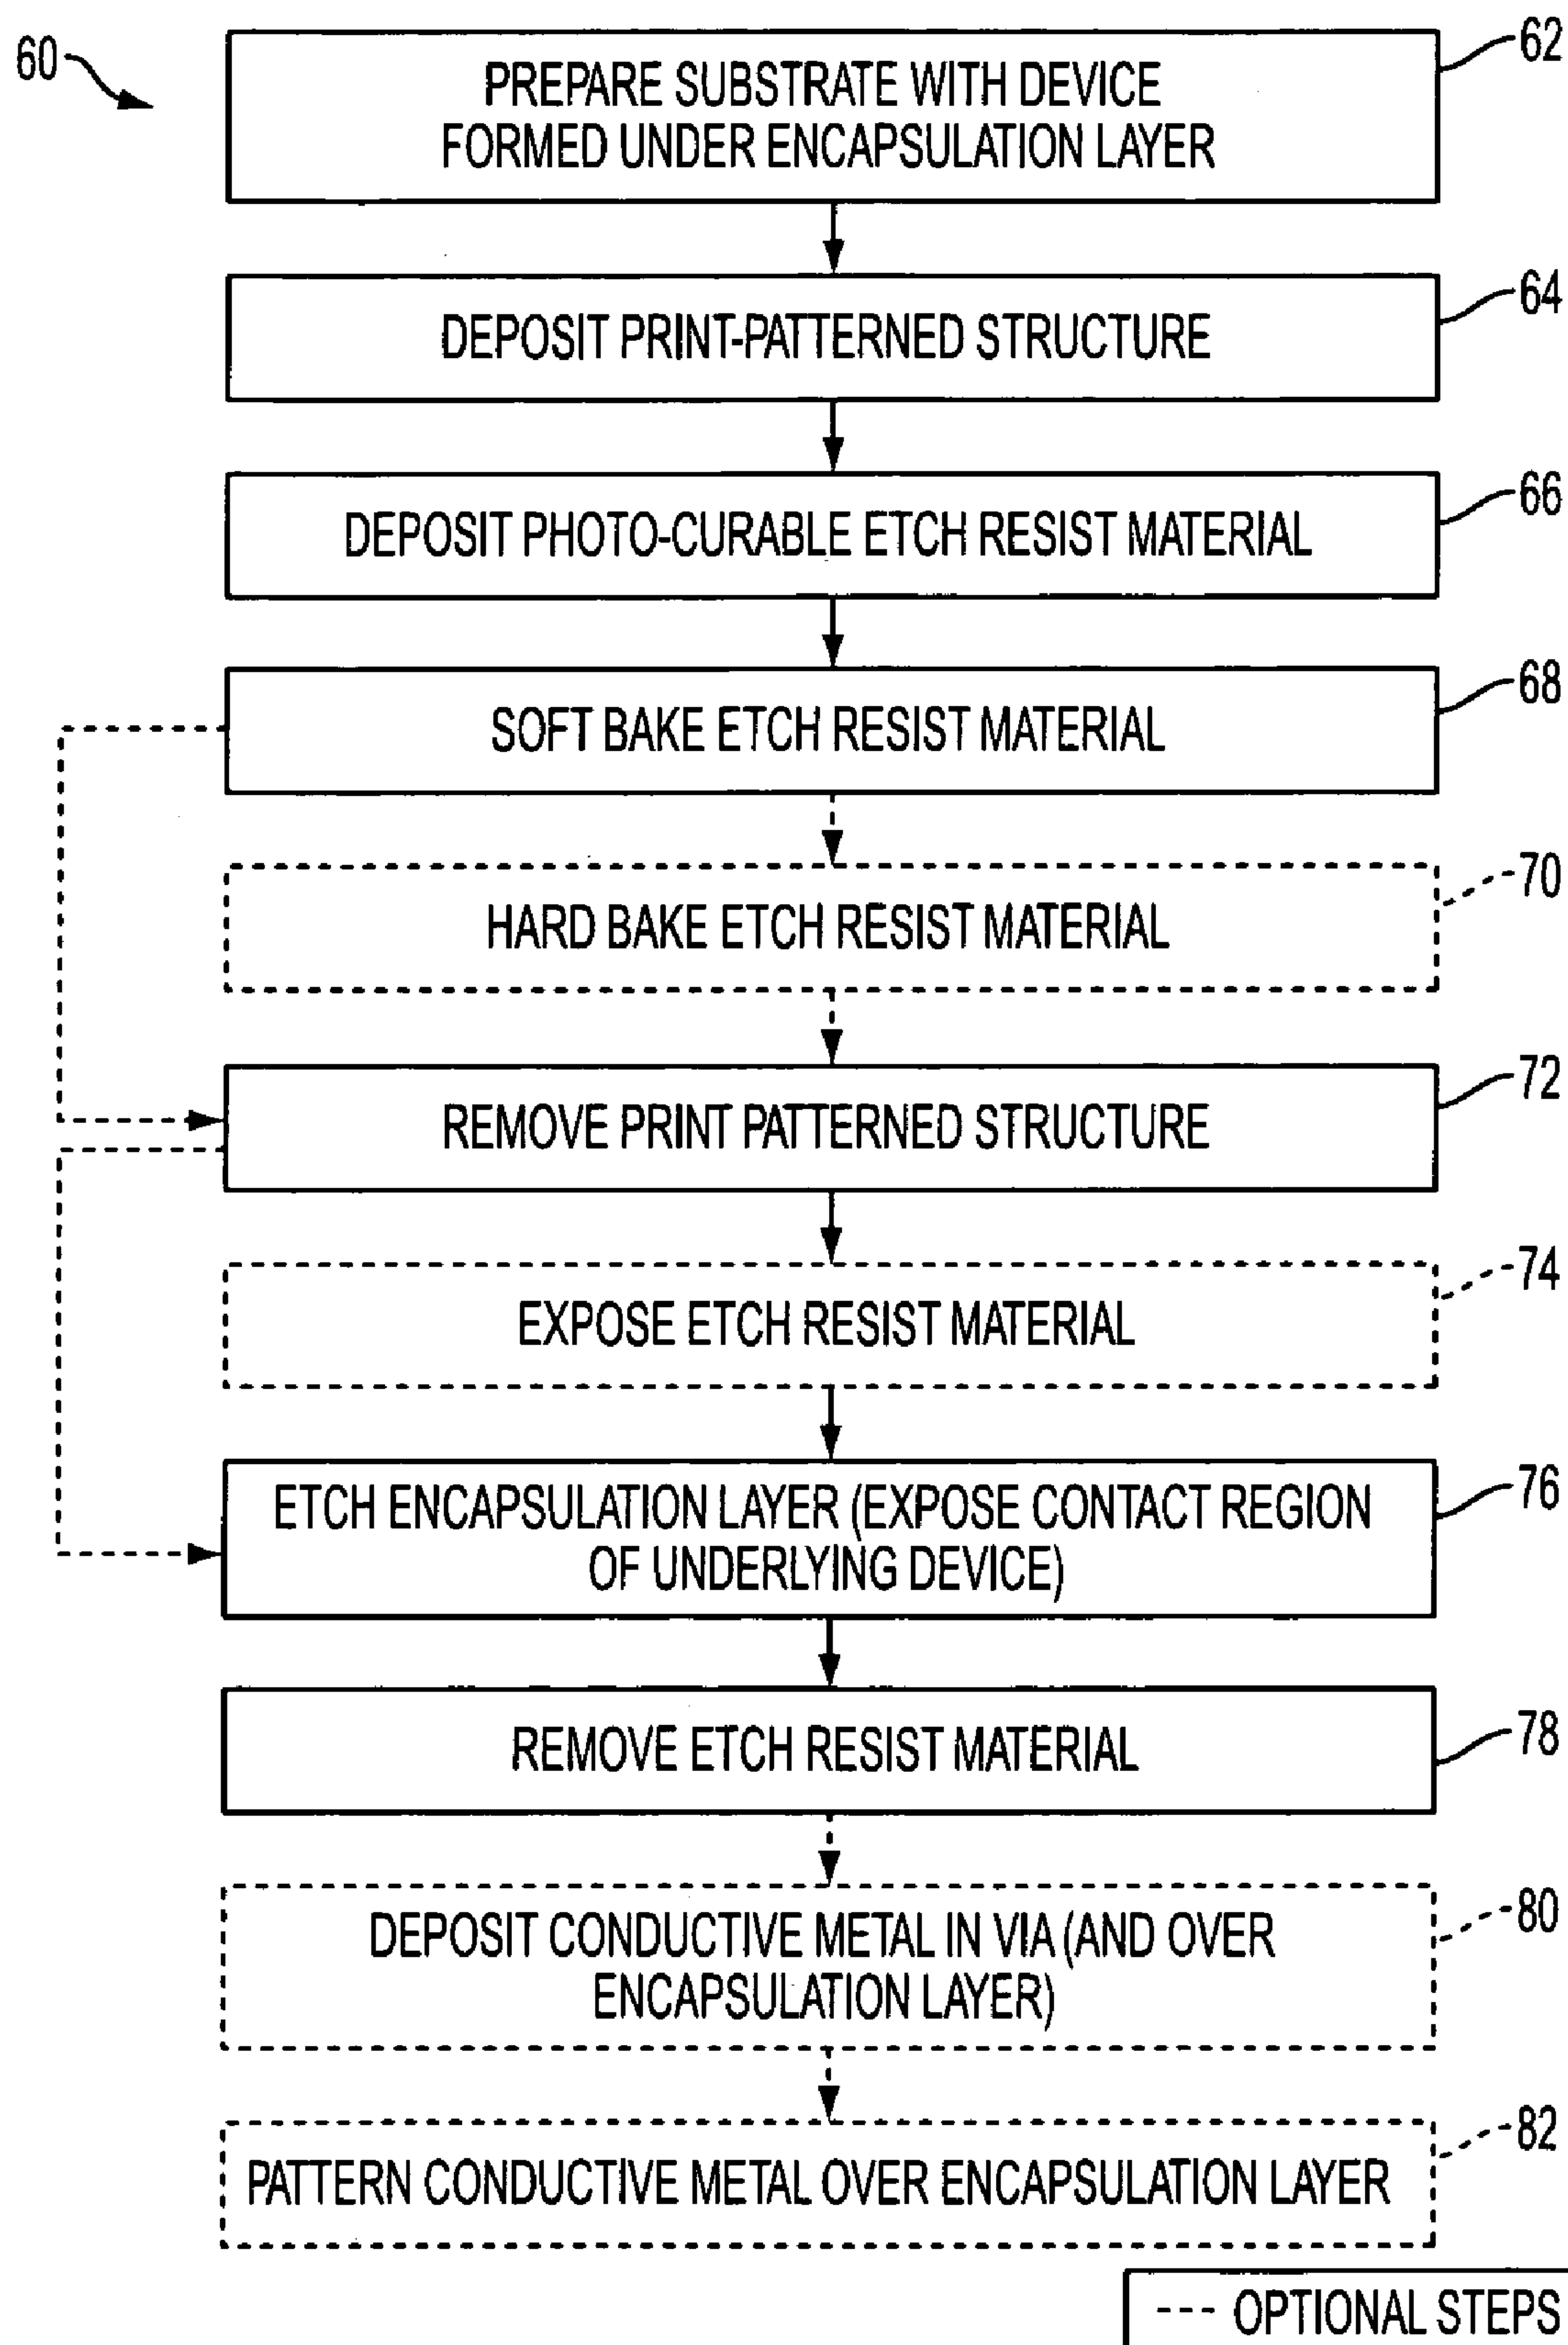 60
PREPARE SUBSTRATE WITH DEVICE
FORMED UNDER ENCAPSULATION LAYER
62
DEPOSIT PRINT-PATTERNED STRUCTURE
64
DEPOSIT PHOTO-CURABLE ETCH RESIST MATERIAL
66
SOFT BAKE ETCH RESIST MATERIAL
68
HARD BAKE ETCH RESIST MATERIAL
70
REMOVE PRINT PATTERNED STRUCTURE
72
EXPOSE ETCH RESIST MATERIAL
74
ETCH ENCAPSULATION LAYER (EXPOSE CONTACT REGION
OF UNDERLYING DEVICE)
76
REMOVE ETCH RESIST MATERIAL
78
DEPOSIT CONDUCTIVE METAL IN VIA (AND OVER
ENCAPSULATION LAYER)
80
PATTERN CONDUCTIVE METAL OVER ENCAPSULATION LAYER
82
---- OPTIONAL STEPS